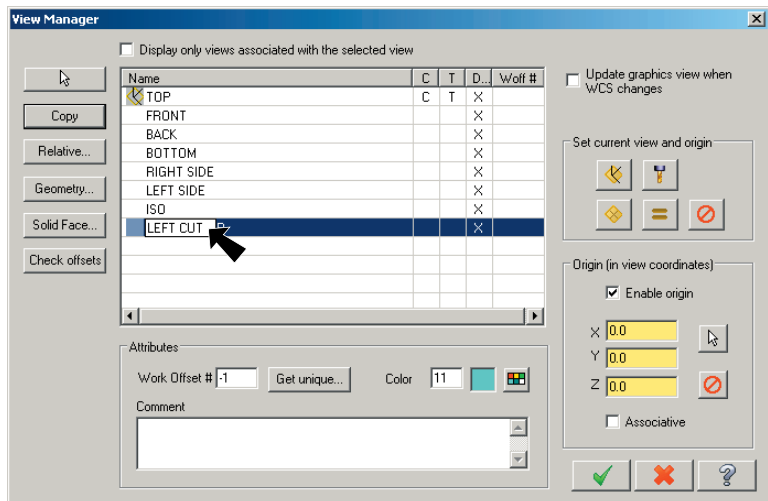 View Manager
Display only views associated with the selected view
Name C T D... Woff #
TOP C T X
FRONT X
BACK X
BOTTOM X
RIGHT SIDE X
LEFT SIDE X
ISO X
LEFT CUT X
Copy
Relative...
Geometry...
Solid Face...
Check offsets
Attributes
Work Offset # -1 Get unique... Color 11
Comment
Update graphics view when
WCS changes
Set current view and origin
Origin (in view coordinates)
Enable origin
X 0.0
Y 0.0
Z 0.0
Associative